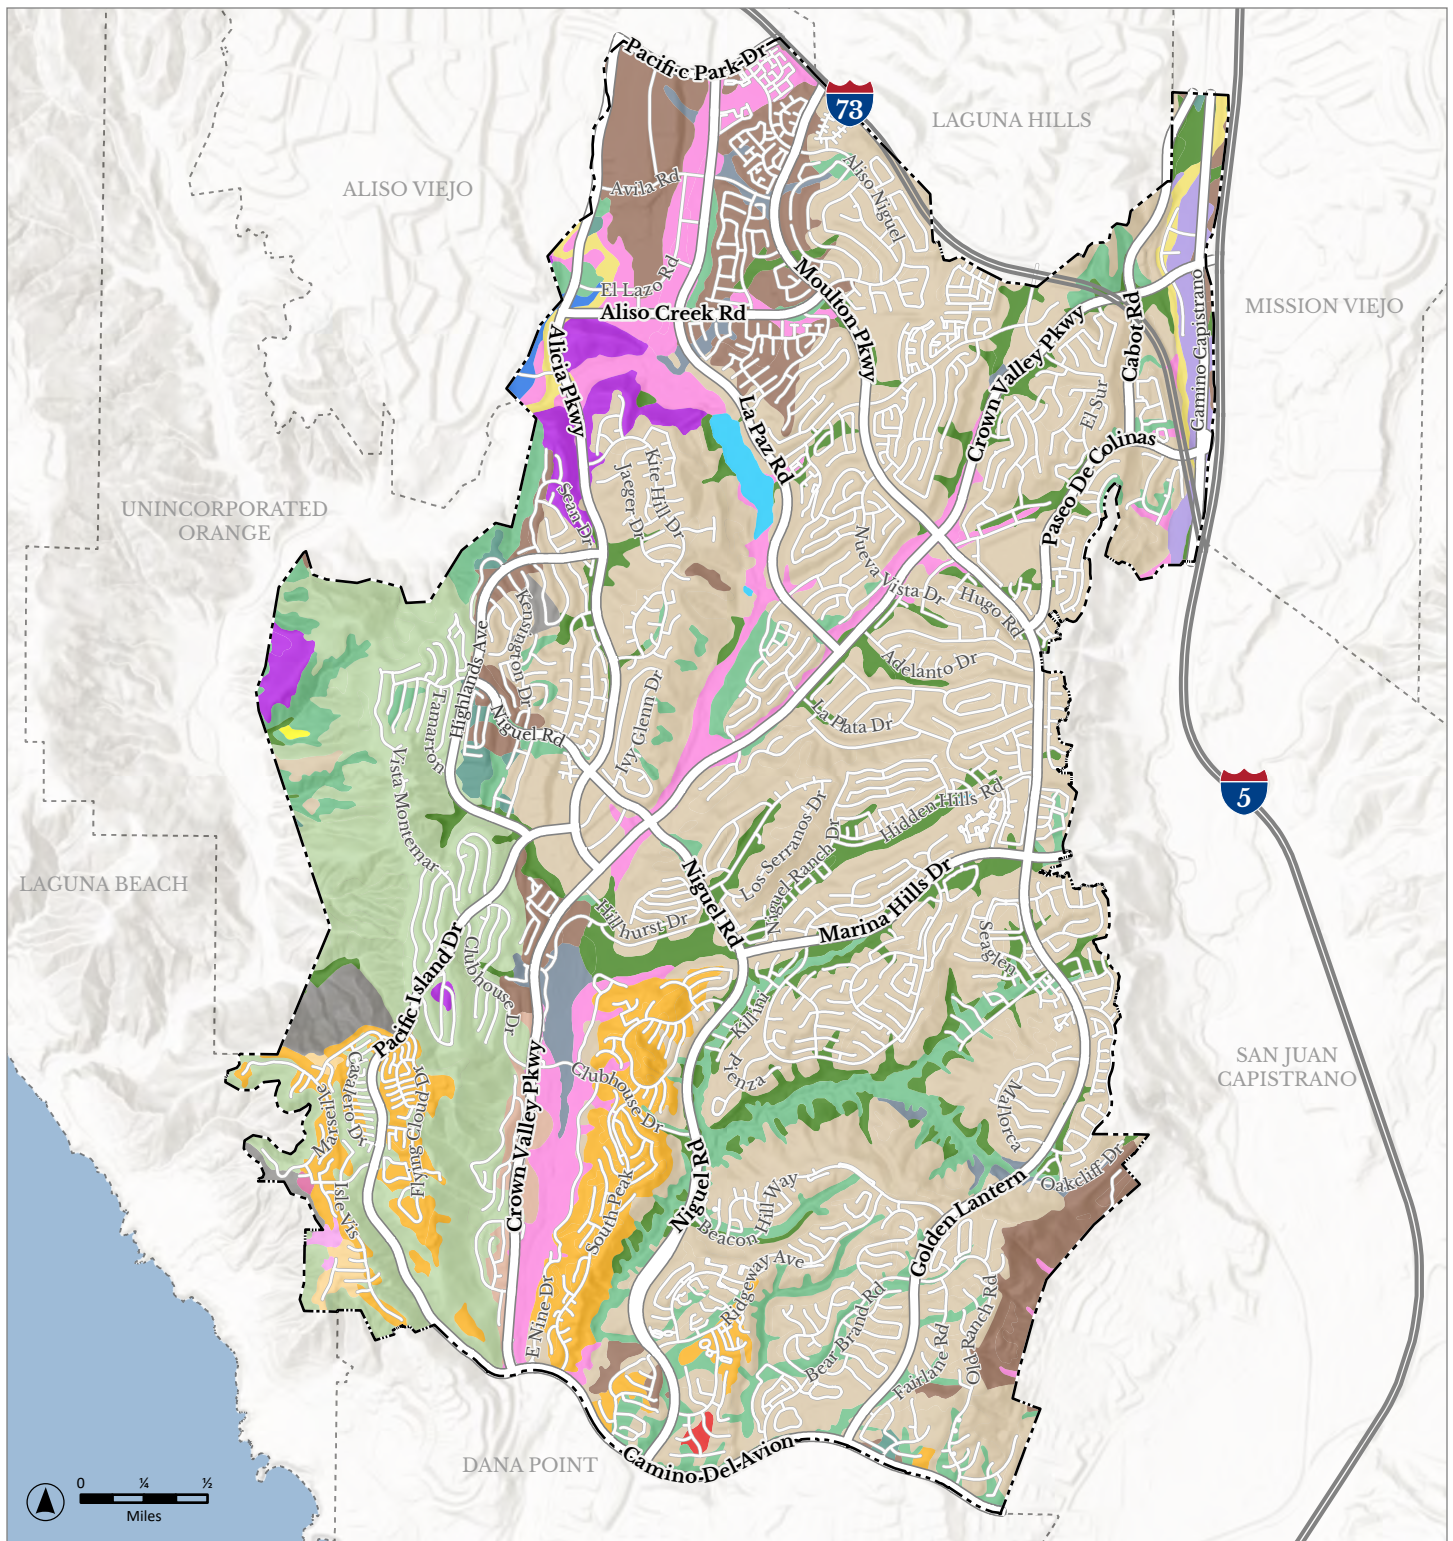 Pacific Park Dr
73
LAGUNA HILLS
ALISO VIEJO
Avila Rd
Aliso Niguel
El Lazo Rd
Aliso Creek Rd
Moulton Pkwy
MISSION VIEJO
Alicia Pkwy
Crown Valley Pkwy
Cabot Rd
Camino Capistrano
La Paz Rd
El Sur
Paseo De Colinas
Kite Hill Dr
Jaeger Dr
Sean Dr
UNINCORPORATED
ORANGE
Nueva Vista Dr
Hugo Rd
Kensington Dr
Highlands Ave
Adelanto Dr
Tamarron
Niguel Rd
Ivy Glenn Dr
La Plata Dr
Vista Montemar
Los Serranos Dr
Hidden Hills Rd
5
Niguel Ranch Dr
LAGUNA BEACH
Niguel Rd
Marina Hills Dr
Hillhurst Dr
Seaglen
Pacific Island Dr
Clubhouse Dr
Kilrini
Crown Valley Pkwy
Clubhouse Dr
Pienza
SAN JUAN
CAPISTRANO
Casalero Dr
Marseille
Flying Cloud Dr
Mallorca
Isle Vis
Niguel Rd
South Peak
Beacon Hill Way
Oakcliff Dr
Golden Lantern
Ridgeway Ave
E Nine Dr
Bear Brand Rd
Fairlane Rd
Old Ranch Rd
DANA POINT
Camino Del Avion
0 ¼ ½
Miles